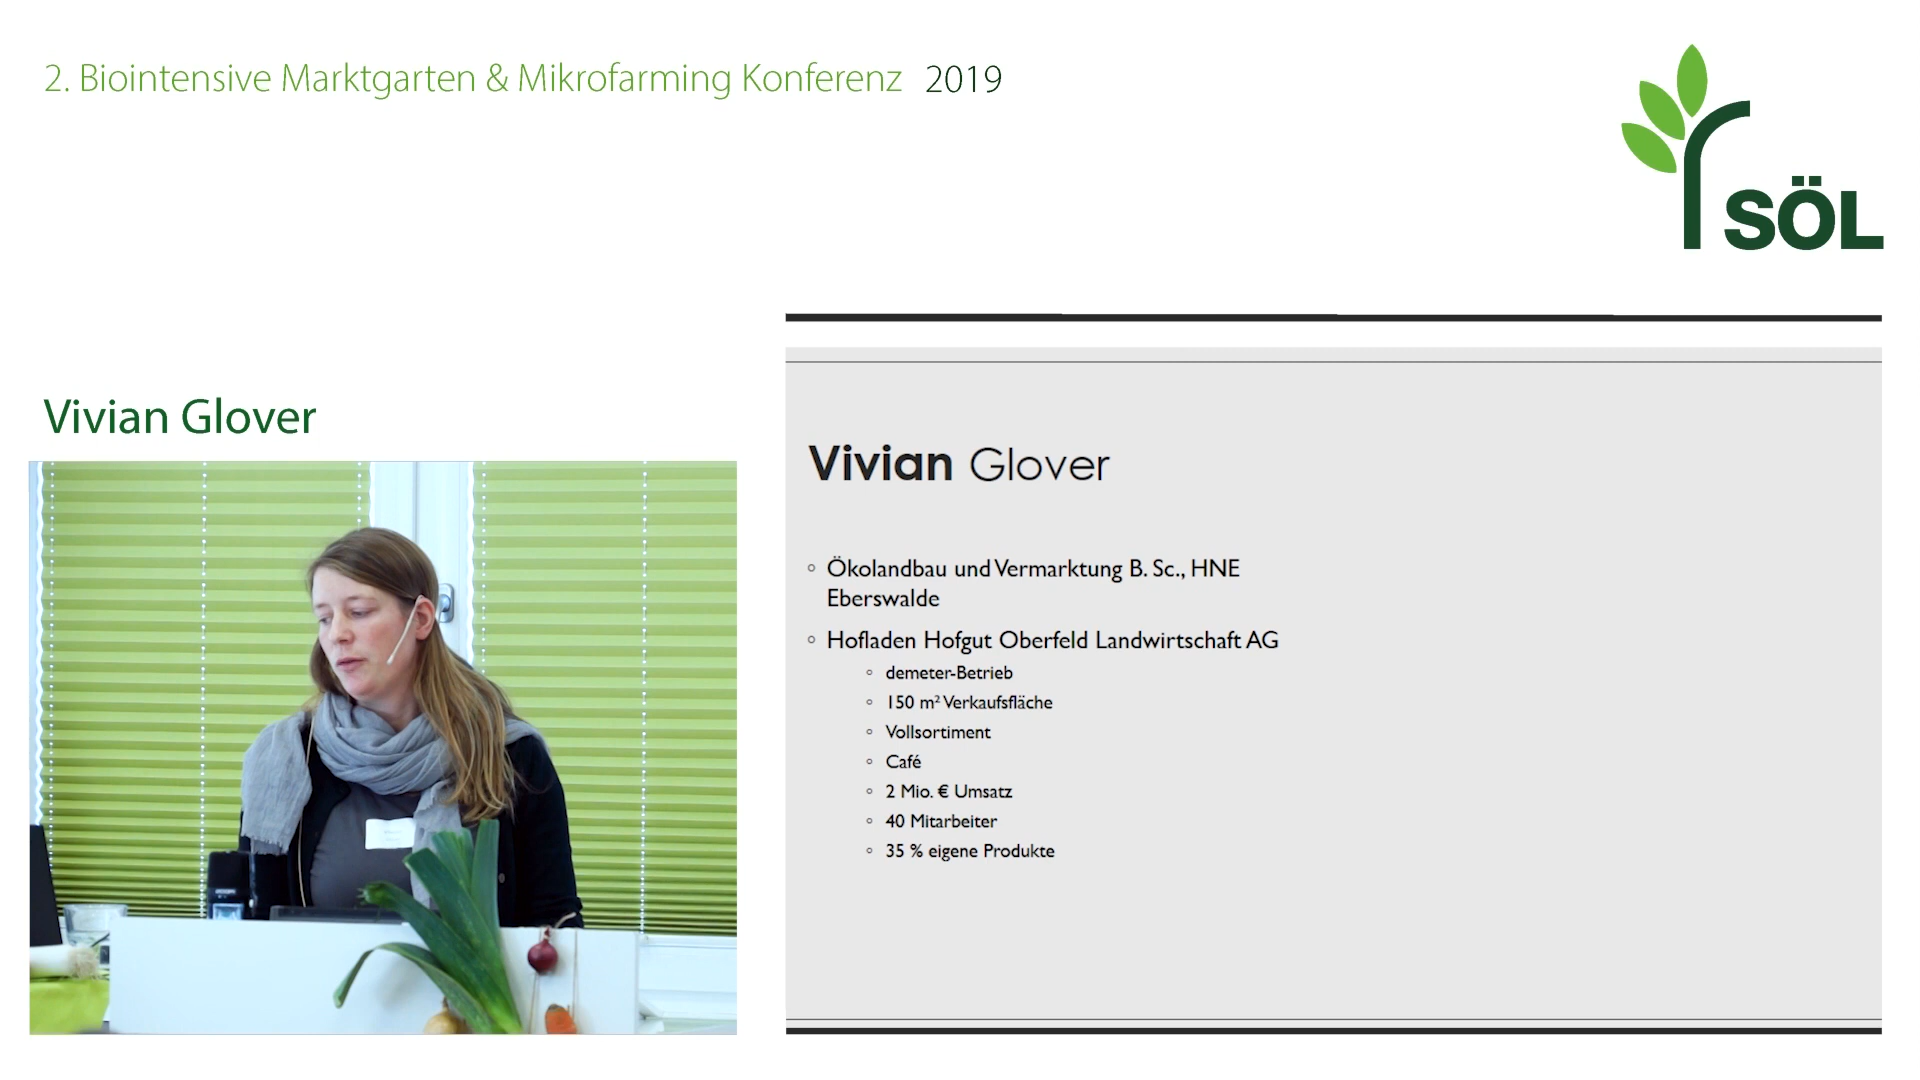 2. Biointensive Marktgarten & Mikrofarming Konferenz 2019
SÖL
Vivian Glover
Vivian Glover
Ökolandbau und Vermarktung B. Sc., HNE
Eberswalde
Hofladen Hofgut Oberfeld Landwirtschaft AG
demeter-Betrieb
150 m² Verkaufsfläche
Vollsortiment
Café
2 Mio. € Umsatz
40 Mitarbeiter
35 % eigene Produkte